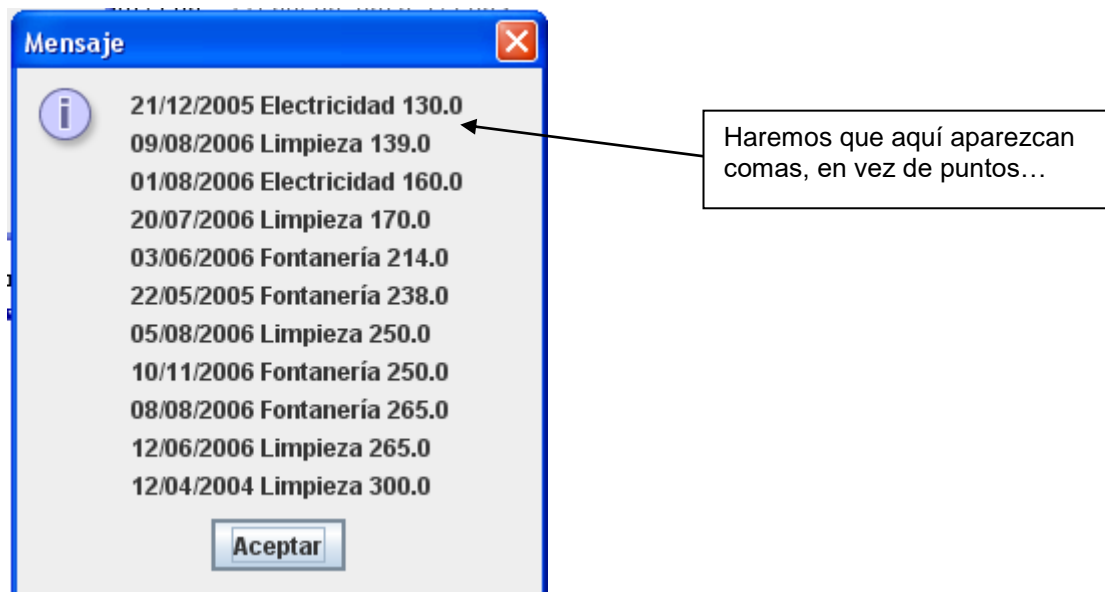 Mensaje
21/12/2005 Electricidad 130.0
09/08/2006 Limpieza 139.0
01/08/2006 Electricidad 160.0
20/07/2006 Limpieza 170.0
03/06/2006 Fontanería 214.0
22/05/2005 Fontanería 238.0
05/08/2006 Limpieza 250.0
10/11/2006 Fontanería 250.0
08/08/2006 Fontanería 265.0
12/06/2006 Limpieza 265.0
12/04/2004 Limpieza 300.0
Aceptar
Haremos que aquí aparezcan
comas, en vez de puntos…